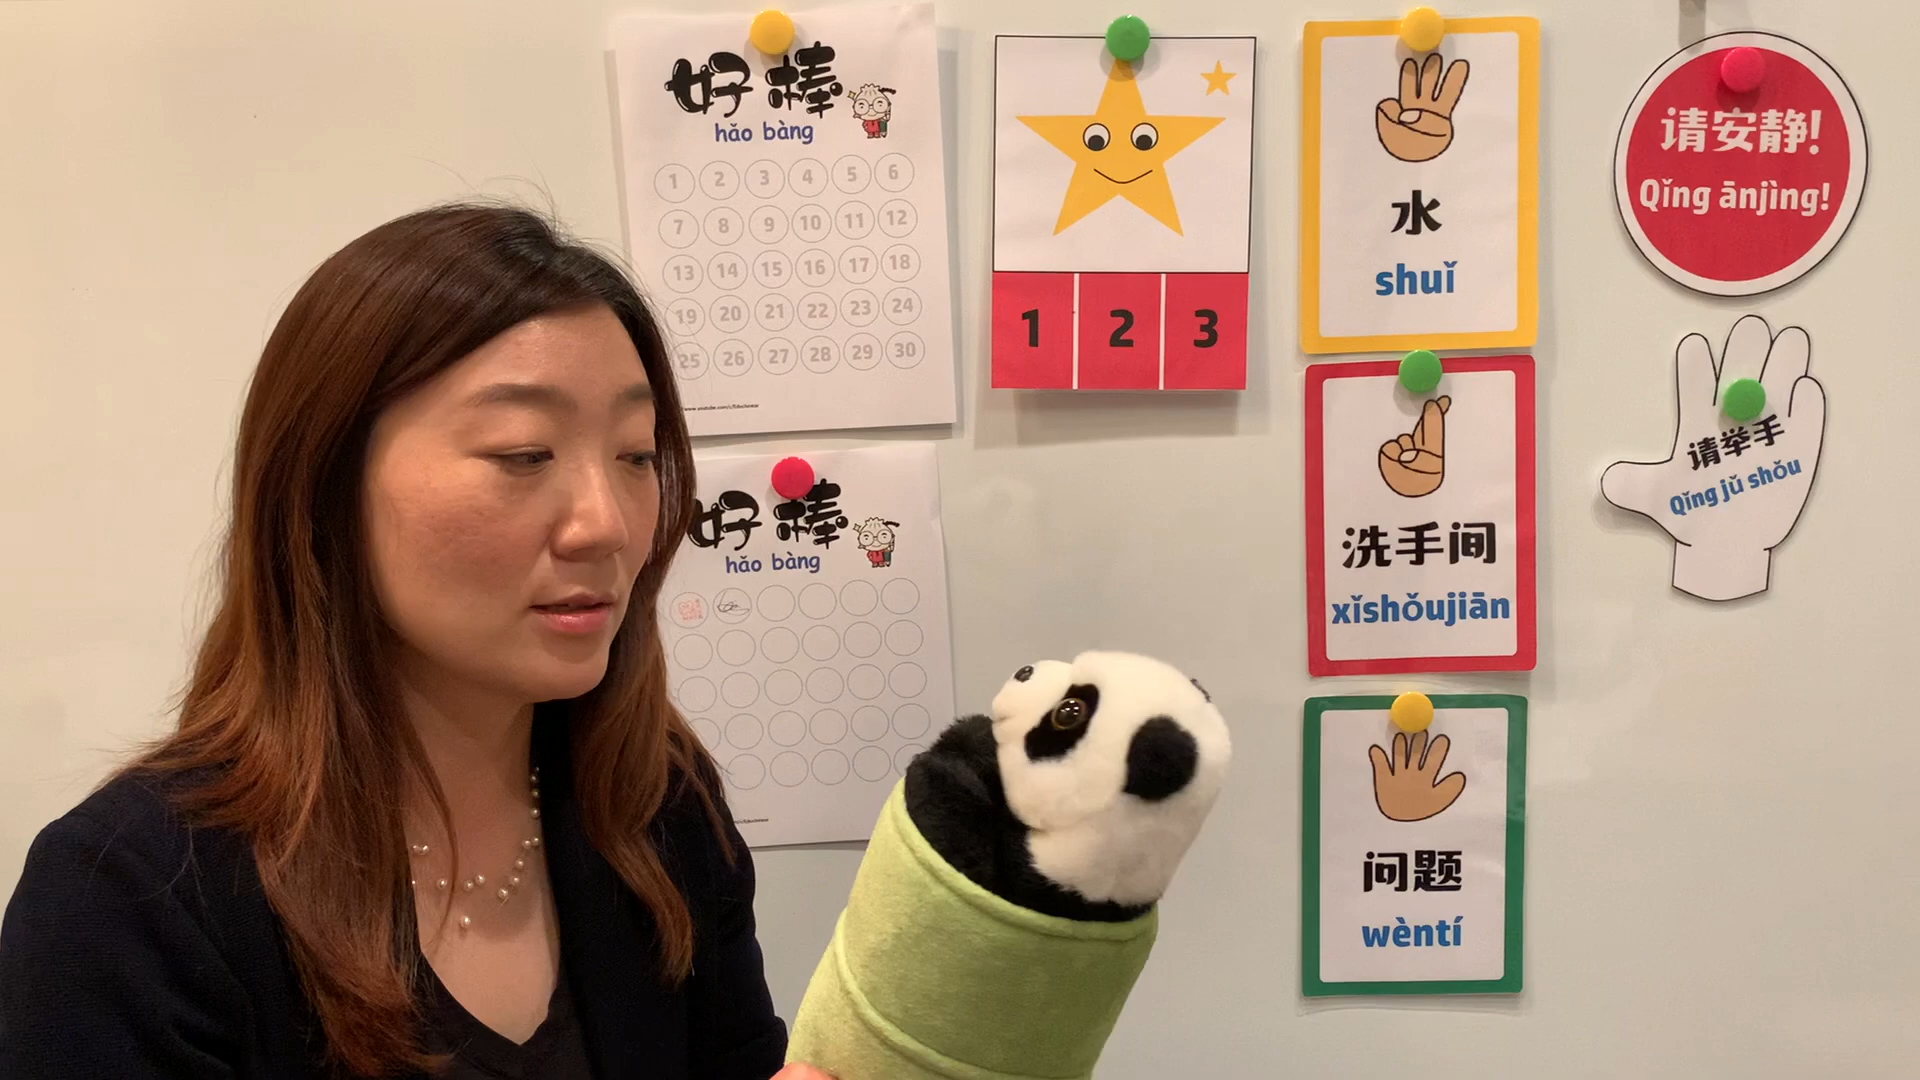 好棒
hǎo bàng
1 2 3 4 5 6
7 8 9 10 11 12
13 14 15 16 17 18
19 20 21 22 23 24
25 26 27 28 29 30
好棒
hǎo bàng
1 2 3
水
shuǐ
洗手间
xǐshǒujiān
问题
wèntí
请安静!
Qǐng ānjìng!
请举手
Qǐng jǔ shǒu